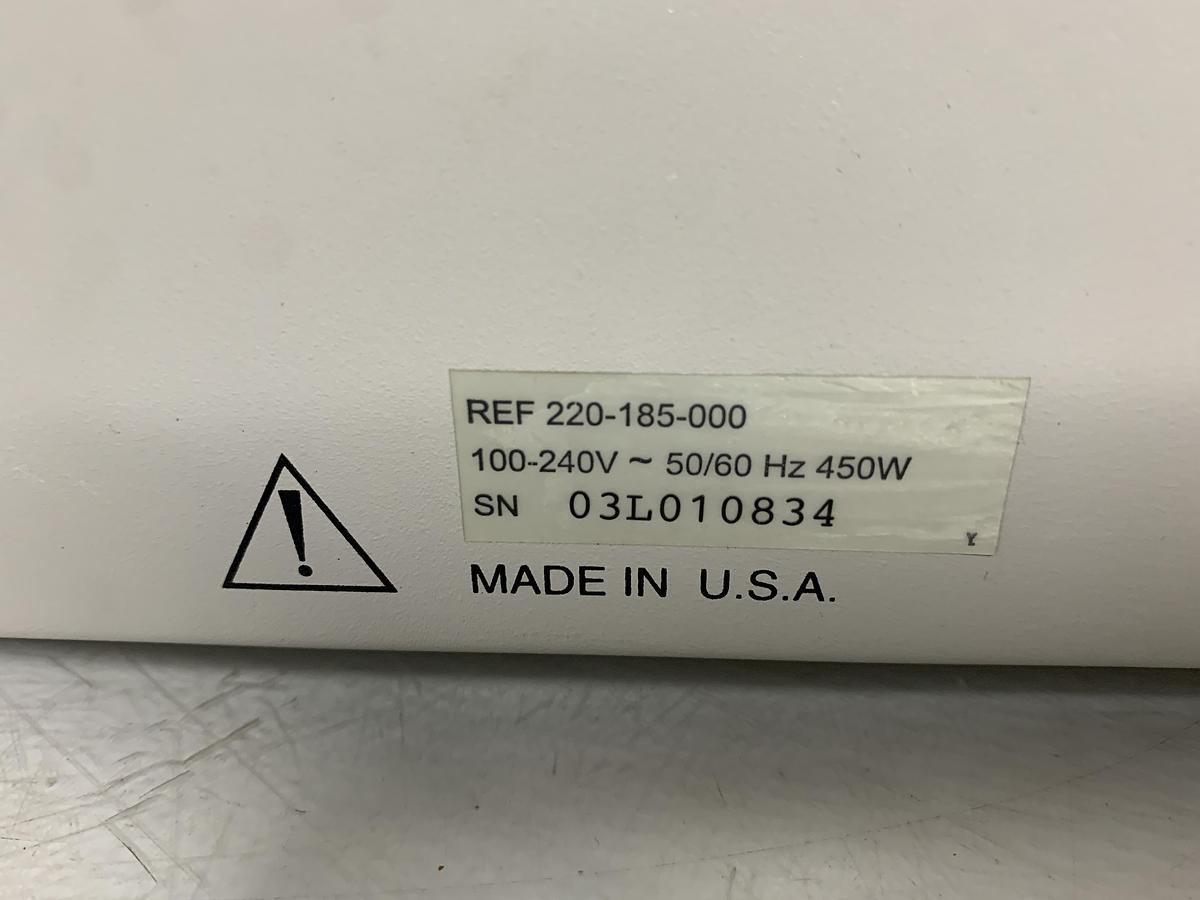 REF 220-185-000
100-240V ~ 50/60 Hz 450W
SN 03L010834
Y
MADE IN U.S.A.